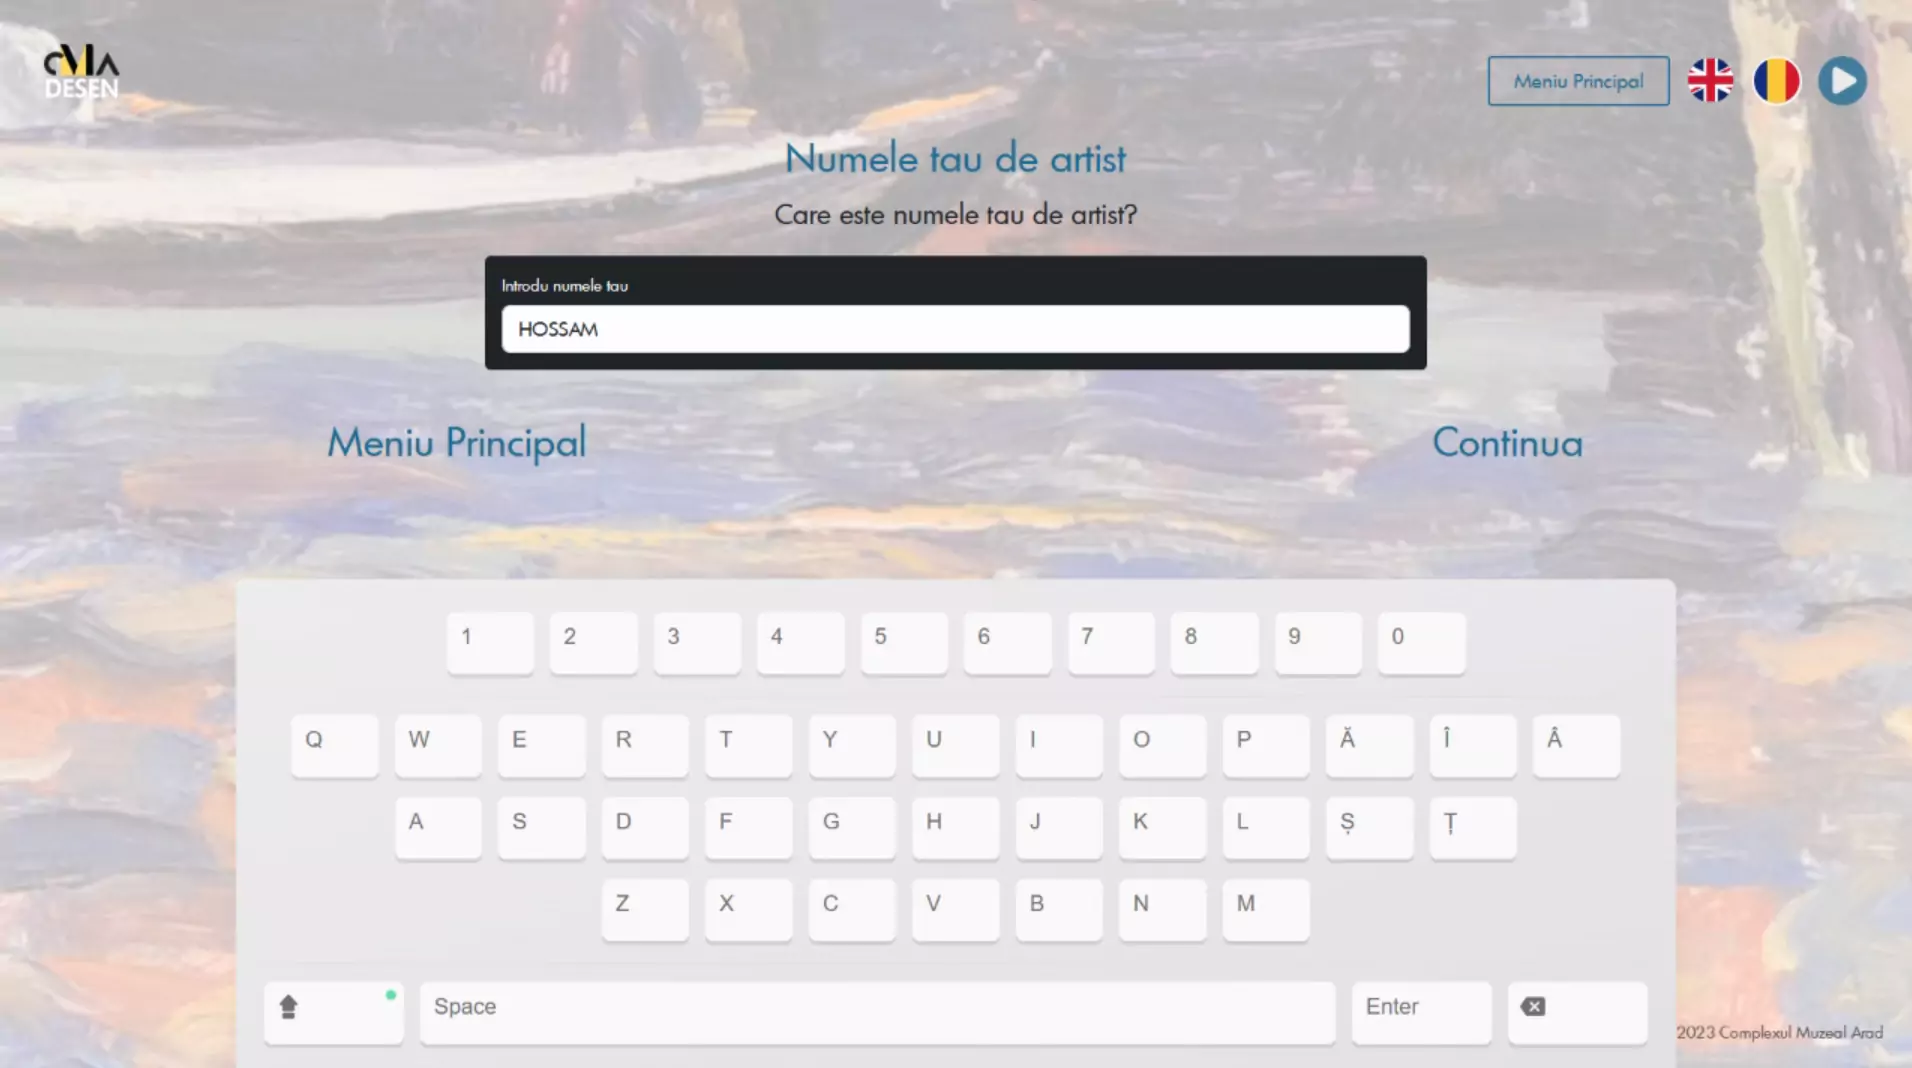 CMA
DESEN
Meniu Principal
Numele tau de artist
Care este numele tau de artist?
Introdu numele tau
HOSSAM
Meniu Principal
Continua
1 2 3 4 5 6 7 8 9 0
Q W E R T Y U I O P Ă Î Â
A S D F G H J K L Ș Ț
Z X C V B N M
Space Enter
2023 Complexul Muzeal Arad